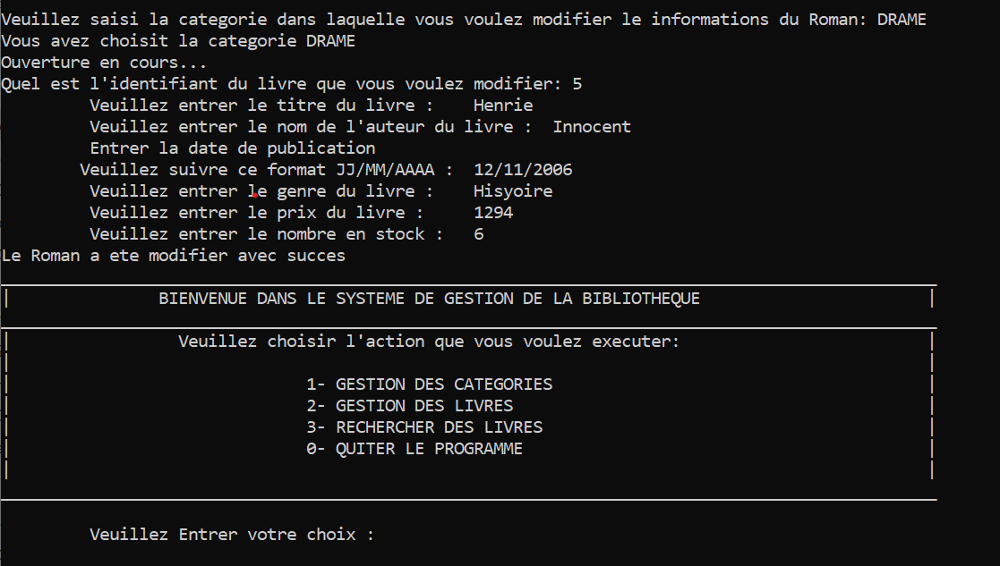 Veuillez saisi la categorie dans laquelle vous voulez modifier le informations du Roman: DRAME
Vous avez choisit la categorie DRAME
Ouverture en cours...
Quel est l'identifiant du livre que vous voulez modifier: 5
Veuillez entrer le titre du livre :    Henrie
Veuillez entrer le nom de l'auteur du livre :  Innocent
Entrer la date de publication
Veuillez suivre ce format JJ/MM/AAAA :  12/11/2006
Veuillez entrer le genre du livre :    Hisyoire
Veuillez entrer le prix du livre :     1294
Veuillez entrer le nombre en stock :   6
Le Roman a ete modifier avec succes
BIENVENUE DANS LE SYSTEME DE GESTION DE LA BIBLIOTHEQUE
Veuillez choisir l'action que vous voulez executer:
1- GESTION DES CATEGORIES
2- GESTION DES LIVRES
3- RECHERCHER DES LIVRES
0- QUITER LE PROGRAMME
Veuillez Entrer votre choix :